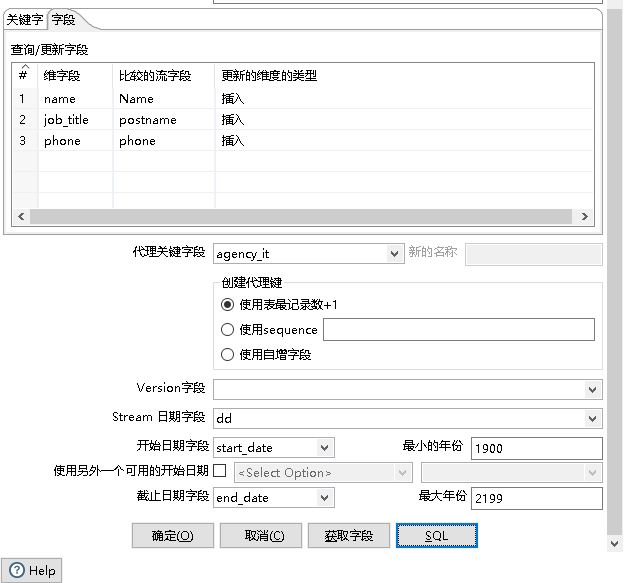 关键字 字段
查询/更新字段
# 维字段 比较的流字段 更新的维度的类型
1 name Name 插入
2 job_title postname 插入
3 phone phone 插入
代理关键字段 agency_it 新的名称
创建代理键
使用表最记录数+1
使用sequence
使用自增字段
Version字段
Stream 日期字段 dd
开始日期字段 start_date 最小的年份 1900
使用另外一个可用的开始日期 <Select Option>
截止日期字段 end_date 最大年份 2199
确定(O) 取消(C) 获取字段 SQL
Help